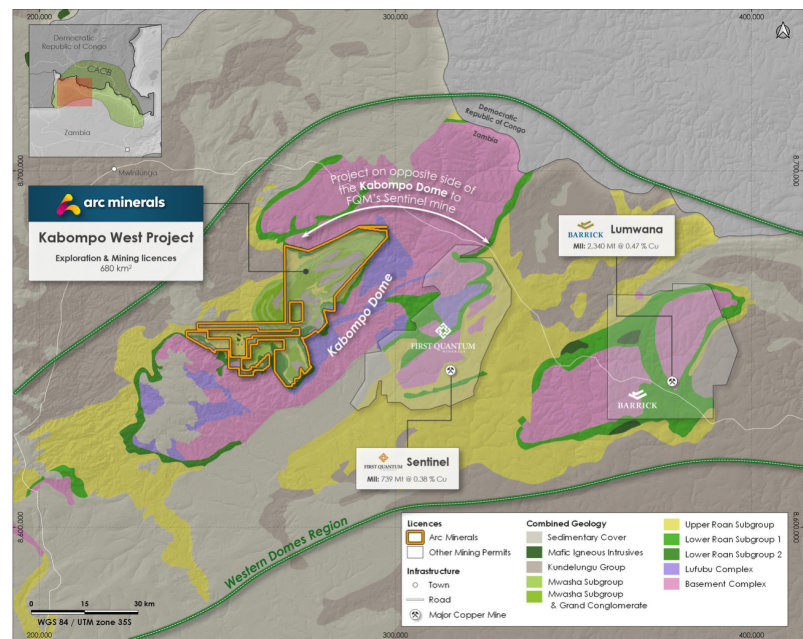 200,000
300,000
400,000
Democratic
Republic of Congo
CACB
Zambia
Mwinilunga
8,700,000
8,700,000
Democratic
Republic of Congo
Zambia
Project on opposite side of
the Kabompo Dome to
FQM's Sentinel mine
arc minerals
Kabompo West Project
Exploration & Mining licences
680 km²
BARRICK
Lumwana
MII: 2,340 Mt @ 0.47 % Cu
Kabompo Dome
FIRST QUANTUM
MINERALS
BARRICK
FIRST QUANTUM
Sentinel
MII: 739 Mt @ 0.38 % Cu
Western Domes Region
8,600,000
8,600,000
Licences
Arc Minerals
Other Mining Permits
Infrastructure
Town
Road
Major Copper Mine
Combined Geology
Sedimentary Cover
Mafic Igneous Intrusives
Kundelungu Group
Mwasha Subgroup
Mwasha Subgroup
& Grand Conglomerate
Upper Roan Subgroup
Lower Roan Subgroup 1
Lower Roan Subgroup 2
Lufubu Complex
Basement Complex
0 15 30 km
WGS 84 / UTM zone 35S
200,000
300,000
400,000